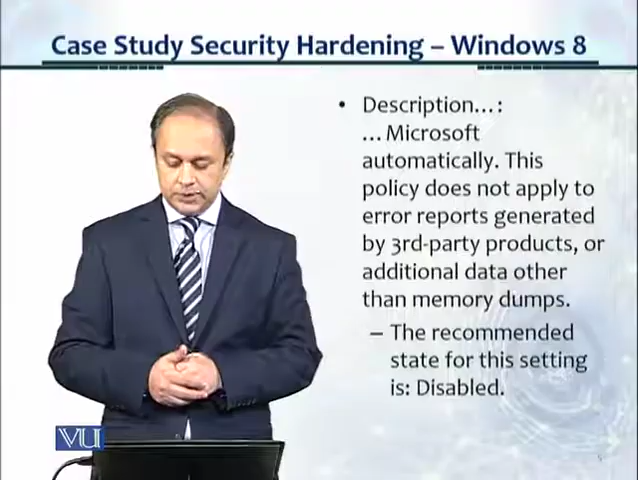 Case Study Security Hardening – Windows 8
• Description…:
… Microsoft
automatically. This
policy does not apply to
error reports generated
by 3rd-party products, or
additional data other
than memory dumps.
– The recommended
state for this setting
is: Disabled.
VU